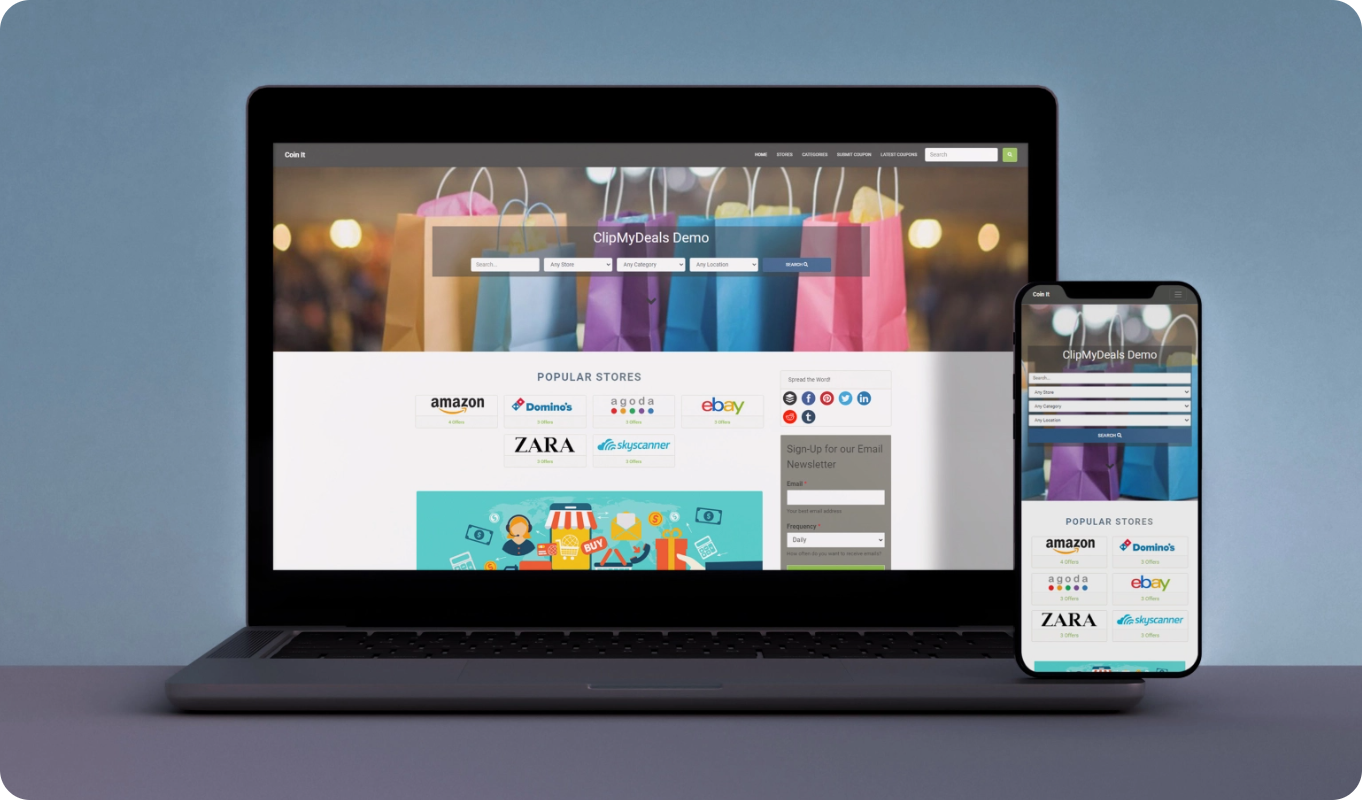 Coin It
HOME STORES CATEGORIES SUBMIT COUPON LATEST COUPONS Search
ClipMyDeals Demo
Search... Any Store Any Category Any Location SEARCH
POPULAR STORES
amazon
4 Offers
Domino's
3 Offers
agoda
3 Offers
ebay
3 Offers
ZARA
3 Offers
skyscanner
3 Offers
BUY
Spread the Word!
Sign-Up for our Email
Newsletter
Email *
Your best email address
Frequency *
Daily
How often do you want to receive emails?
Coin It
ClipMyDeals Demo
Search...
Any Store
Any Category
Any Location
SEARCH
POPULAR STORES
amazon
4 Offers
Domino's
3 Offers
agoda
3 Offers
ebay
3 Offers
ZARA
3 Offers
skyscanner
3 Offers